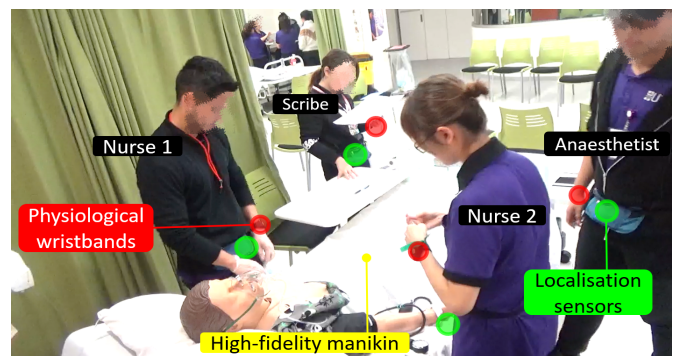 Scribe
Nurse 1
Anaesthetist
Physiological
wristbands
Nurse 2
Localisation
sensors
High-fidelity manikin